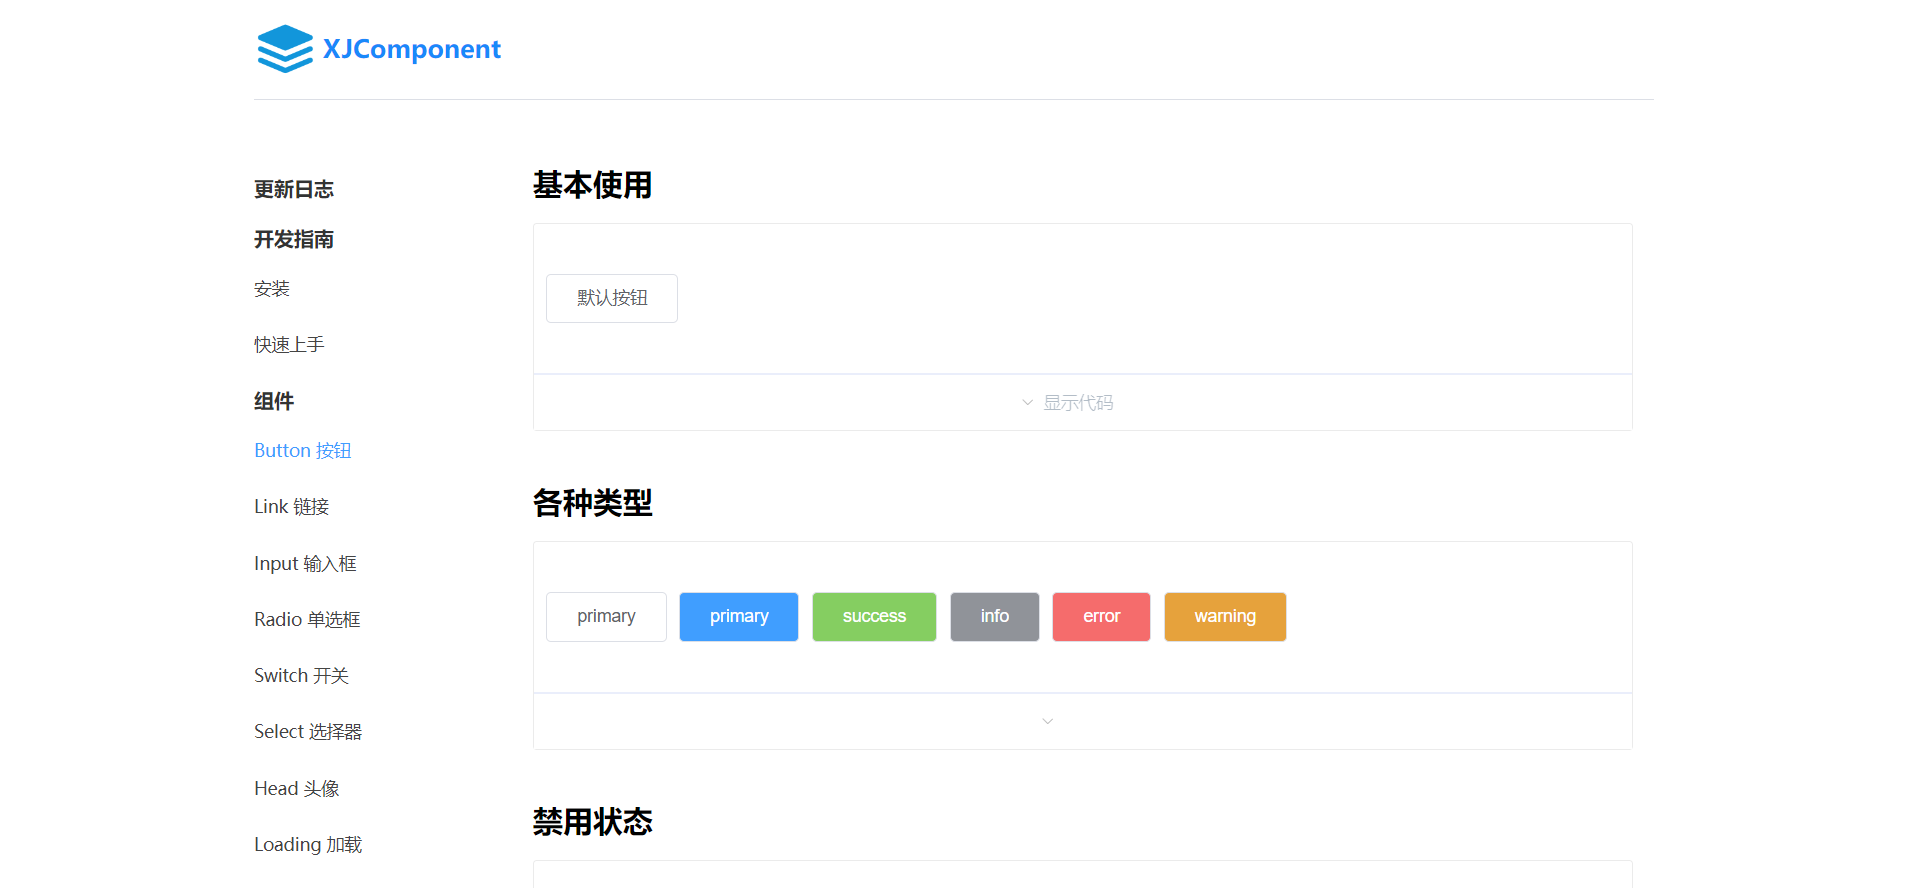 XJComponent
更新日志
开发指南
安装
快速上手
组件
Button 按钮
Link 链接
Input 输入框
Radio 单选框
Switch 开关
Select 选择器
Head 头像
Loading 加载
基本使用
默认按钮
显示代码
各种类型
primary primary success info error warning
禁用状态